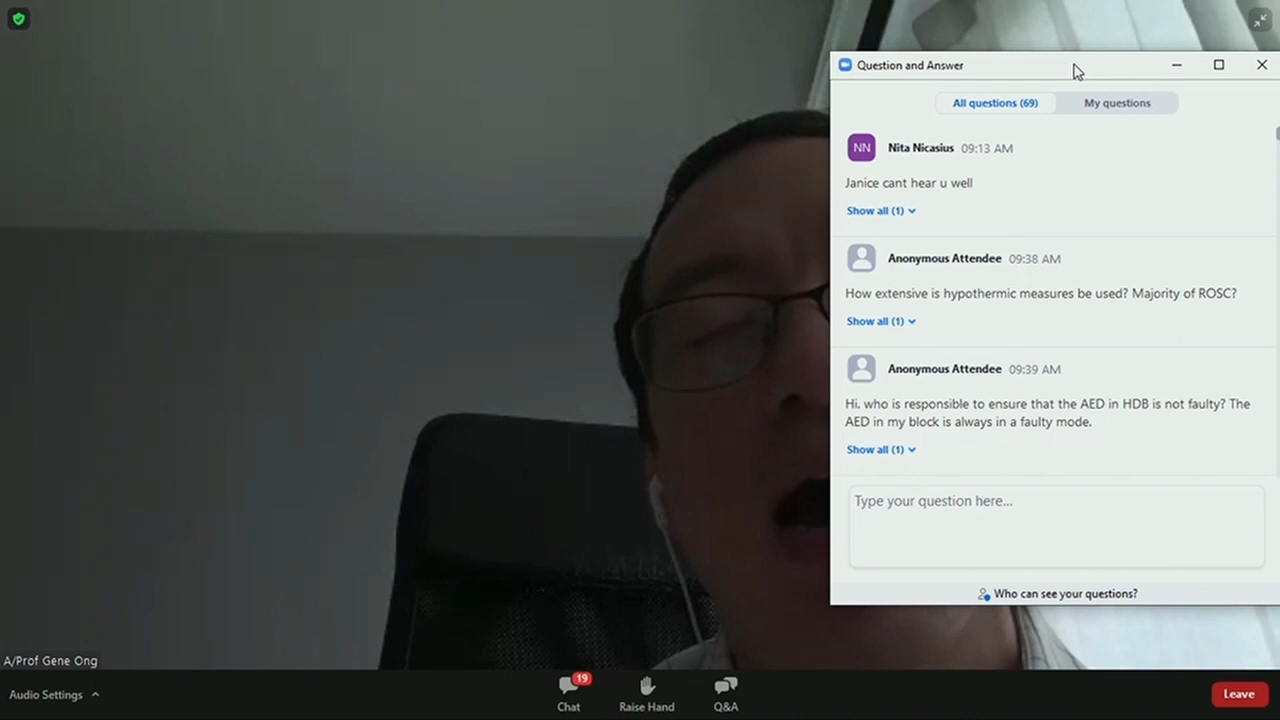 Question and Answer
All questions (69)
My questions
NN
Nita Nicasius 09:13 AM
Janice cant hear u well
Show all (1)
Anonymous Attendee 09:38 AM
How extensive is hypothermic measures be used? Majority of ROSC?
Show all (1)
Anonymous Attendee 09:39 AM
Hi. who is responsible to ensure that the AED in HDB is not faulty? The
AED in my block is always in a faulty mode.
Show all (1)
Type your question here...
Who can see your questions?
A/Prof Gene Ong
Audio Settings
19
Chat
Raise Hand
Q&A
Leave